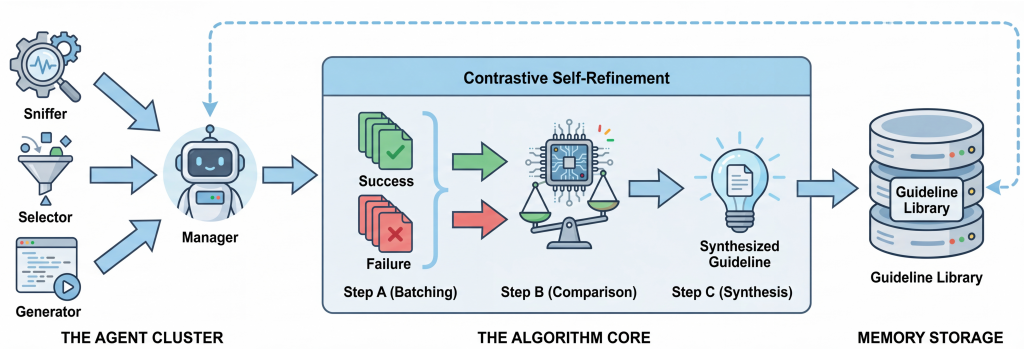 Sniffer
Selector
Generator
Manager
THE AGENT CLUSTER
Contrastive Self-Refinement
Success
Failure
Step A (Batching)
Step B (Comparison)
Synthesized
Guideline
Step C (Synthesis)
THE ALGORITHM CORE
Guideline
Library
Guideline Library
MEMORY STORAGE